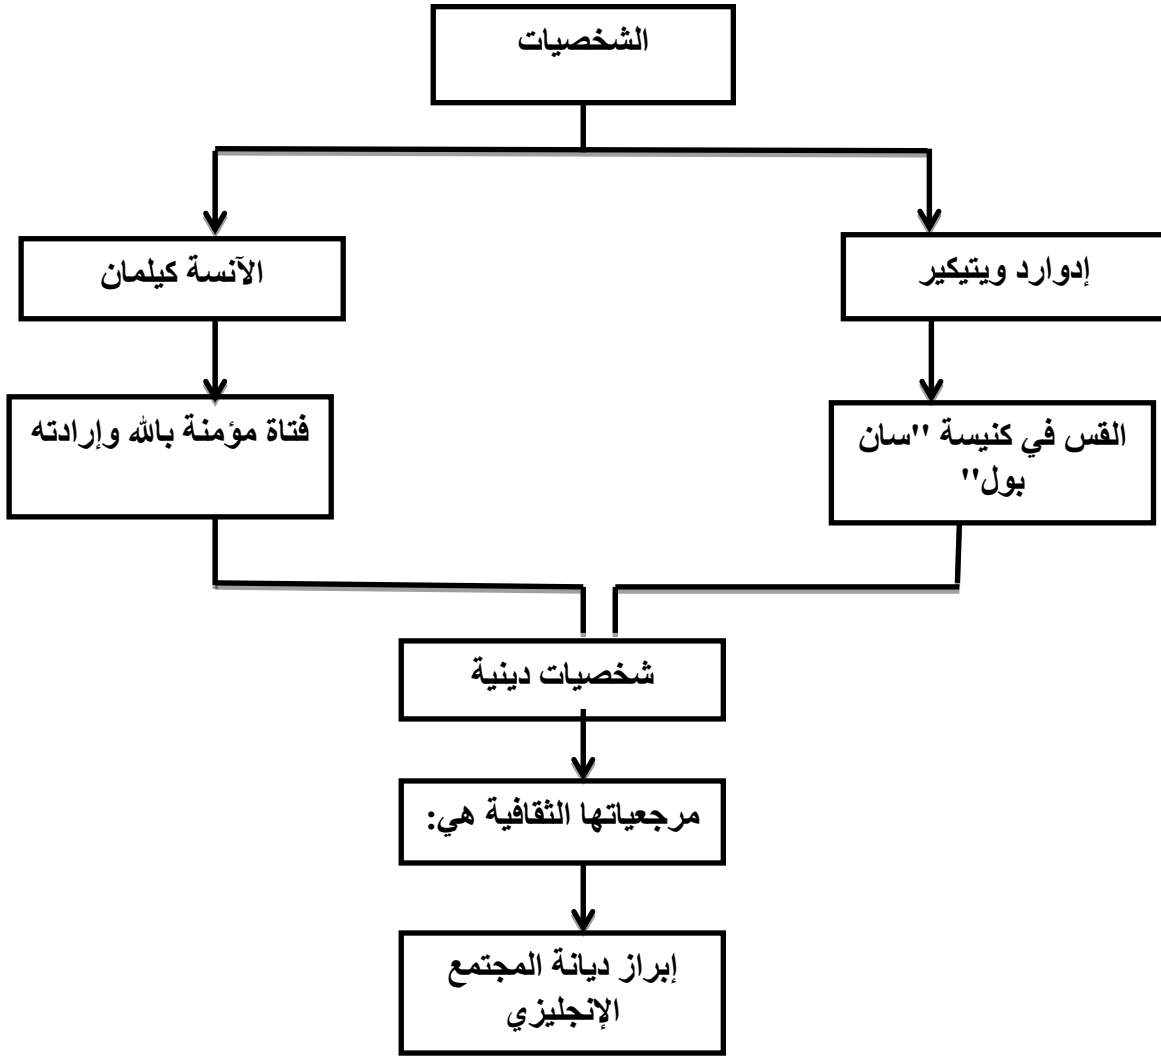 الشخصيات
إدوارد ويتيكير
الآنسة كيلمان
القس في كنيسة "سان
بول"
فتاة مؤمنة بالله وإرادته
شخصيات دينية
مرجعياتها الثقافية هي:
إبراز ديانة المجتمع
الإنجليزي